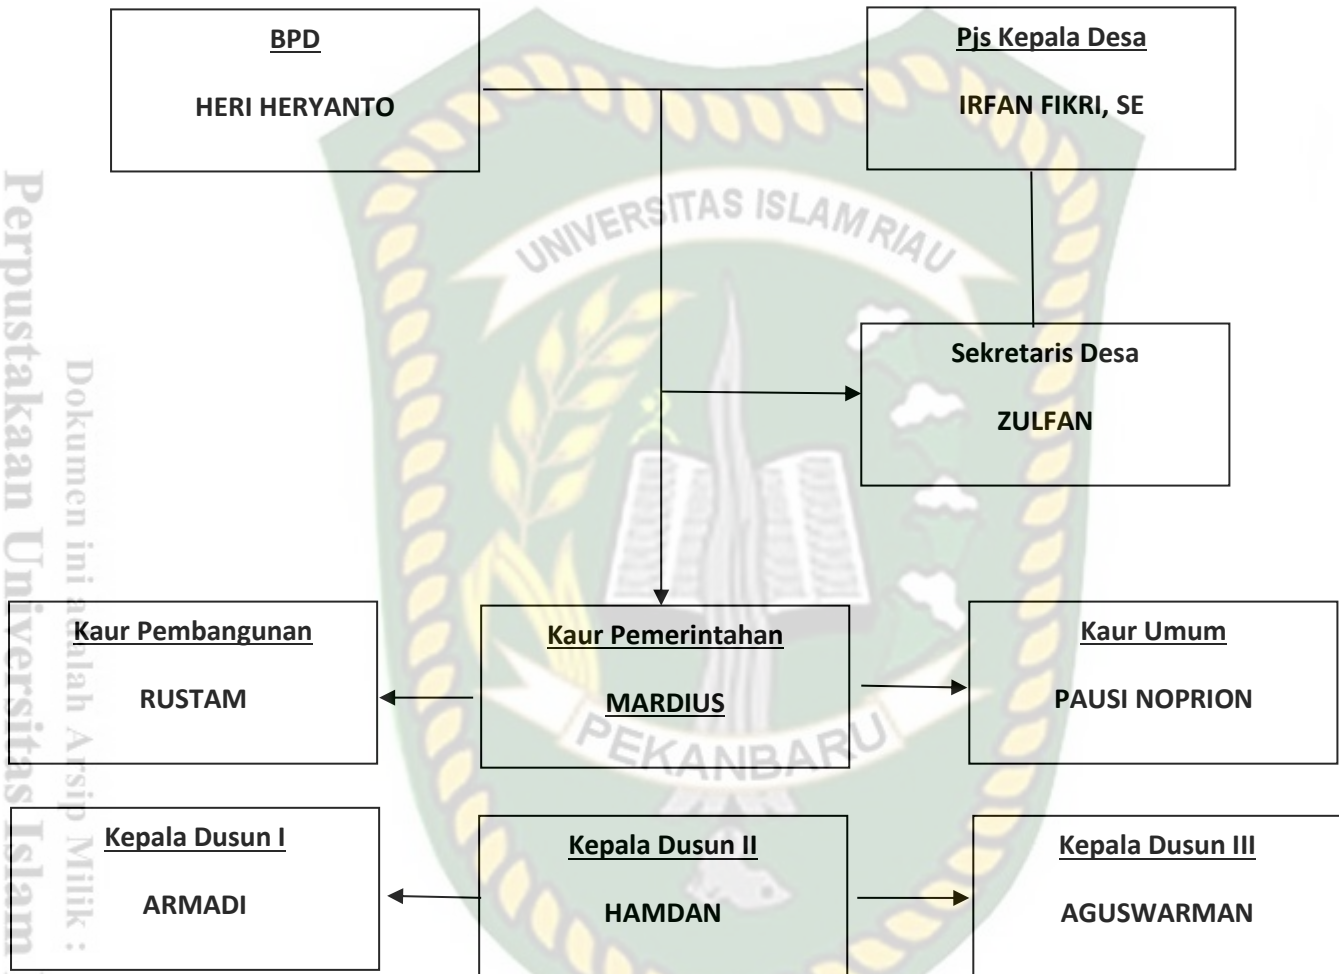 BPD
HERI HERYANTO
Pjs Kepala Desa
IRFAN FIKRI, SE
UNIVERSITAS ISLAM RIAU
Sekretaris Desa
ZULFAN
Kaur Pembangunan
RUSTAM
Kaur Pemerintahan
MARDIUS
Kaur Umum
PAUSI NOPRION
PEKANBARU
Kepala Dusun I
ARMADI
Kepala Dusun II
HAMDAN
Kepala Dusun III
AGUSWARMAN
Dokumen ini adalah Arsip Milik :
Perpustakaan Universitas Islam